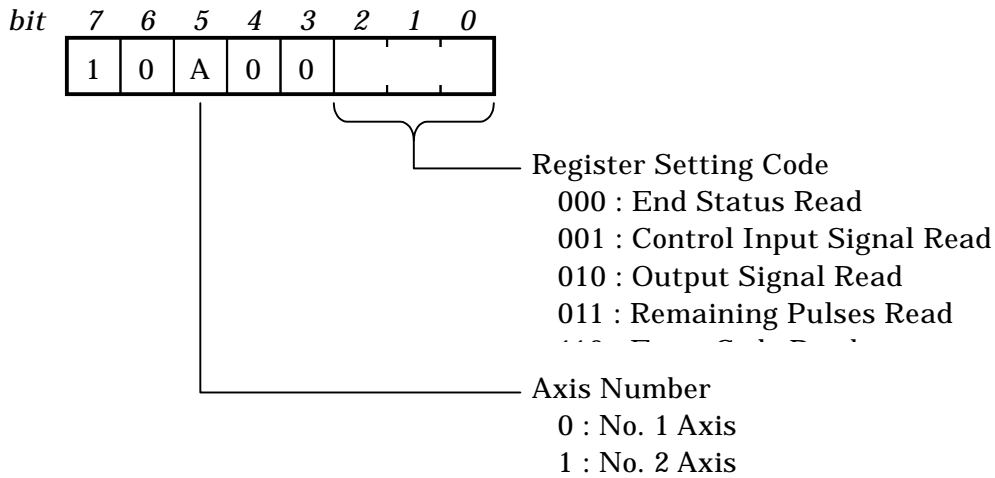 bit 7 6 5 4 3 2 1 0
1 0 A 0 0
Register Setting Code
000 : End Status Read
001 : Control Input Signal Read
010 : Output Signal Read
011 : Remaining Pulses Read
Axis Number
0 : No. 1 Axis
1 : No. 2 Axis